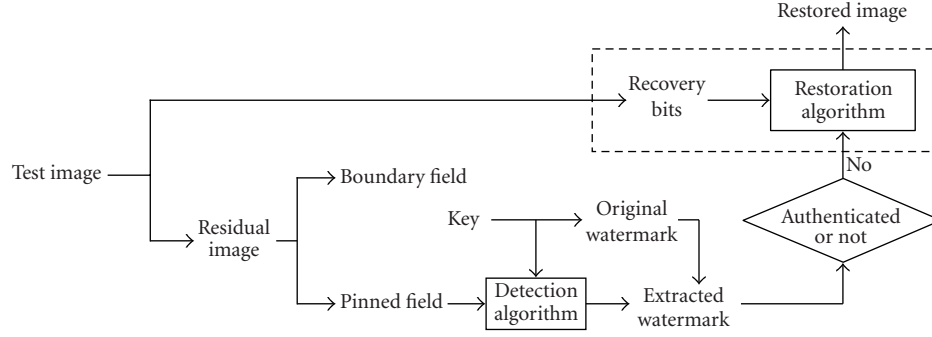 Restored image
Recovery
bits
Restoration
algorithm
Test image
No
Boundary field
Residual
image
Key
Original
watermark
Authenticated
or not
Pinned field
Detection
algorithm
Extracted
watermark